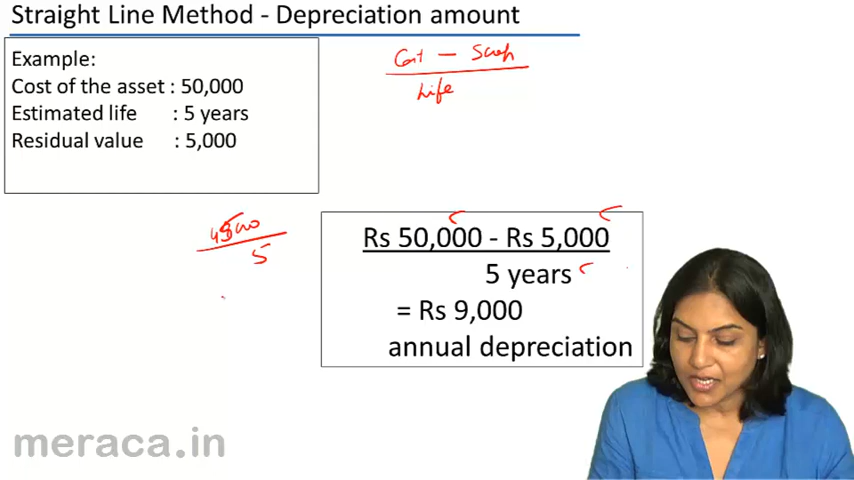 Straight Line Method - Depreciation amount
Example:
Cost of the asset : 50,000
Estimated life : 5 years
Residual value : 5,000
Cost - Scrap
Life
5
Rs 50,000 - Rs 5,000
5 years
= Rs 9,000
annual depreciation
meraca.in